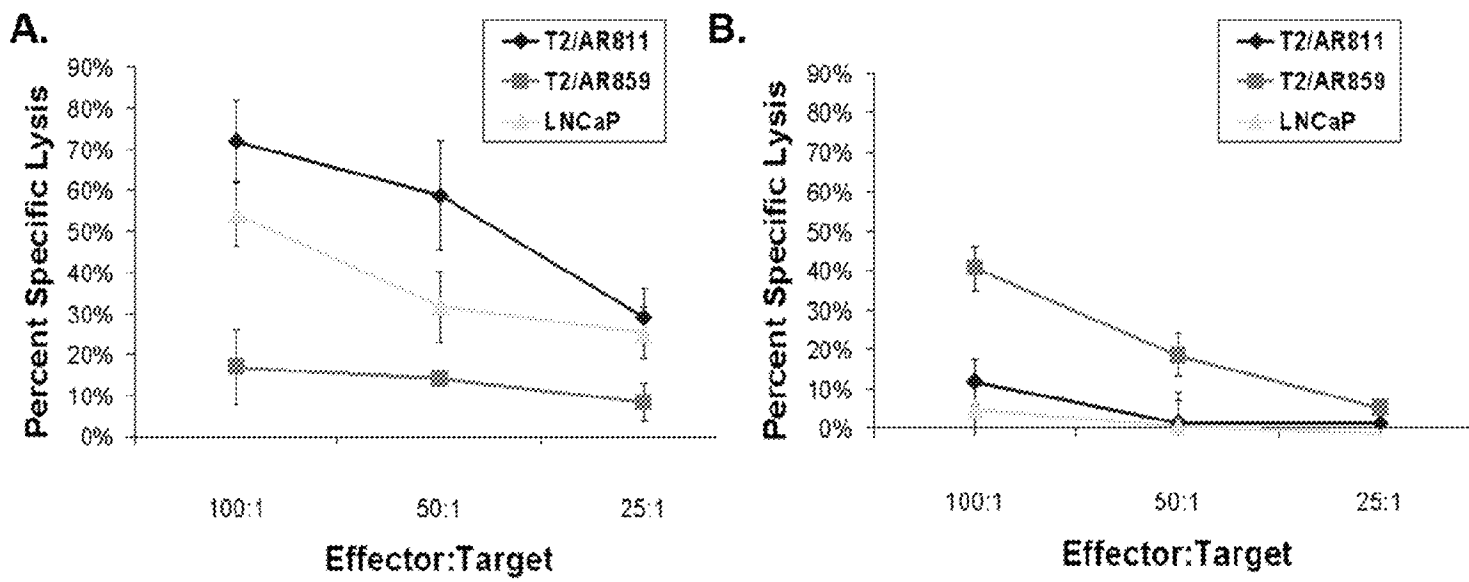 A.
T2/AR811
T2/AR859
LNCaP
Percent Specific Lysis
90%
80%
70%
60%
50%
40%
30%
20%
10%
0%
100:1 50:1 25:1
Effector:Target
B.
T2/AR811
T2/AR859
LNCaP
Percent Specific Lysis
90%
80%
70%
60%
50%
40%
30%
20%
10%
0%
100:1 50:1 25:1
Effector:Target